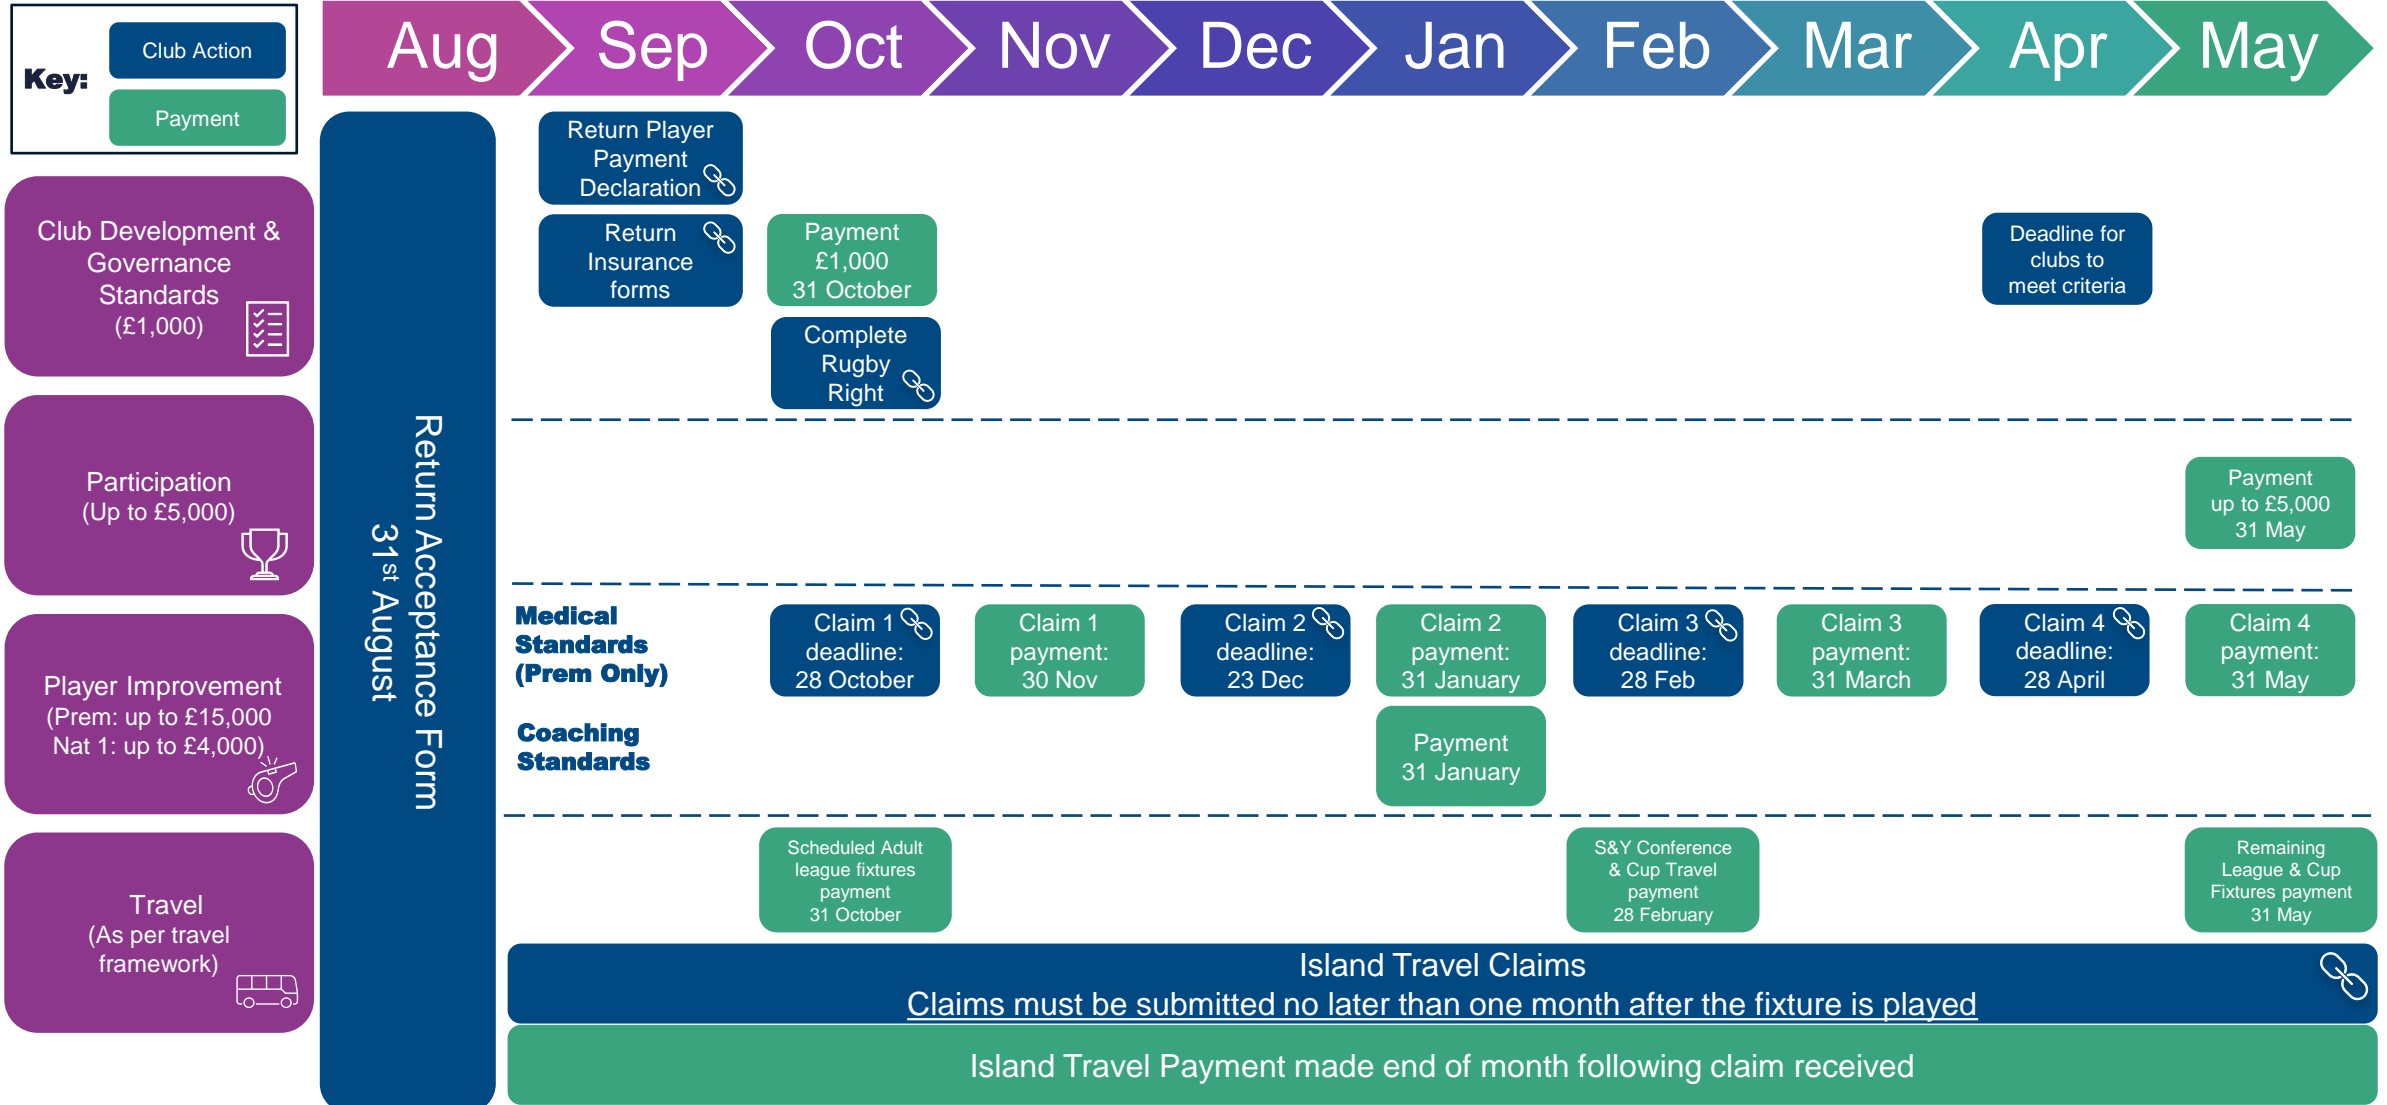 Key:
Club Action
Payment
Aug
Sep
Oct
Nov
Dec
Jan
Feb
Mar
Apr
May
Club Development &
Governance
Standards
(£1,000)
Participation
(Up to £5,000)
Player Improvement
(Prem: up to £15,000
Nat 1: up to £4,000)
Travel
(As per travel
framework)
Return Acceptance Form
31st August
Return Player
Payment
Declaration
Return
Insurance
forms
Payment
£1,000
31 October
Complete
Rugby
Right
Deadline for
clubs to
meet criteria
Payment
up to £5,000
31 May
Medical
Standards
(Prem Only)
Claim 1
deadline:
28 October
Claim 1
payment:
30 Nov
Claim 2
deadline:
23 Dec
Claim 2
payment:
31 January
Claim 3
deadline:
28 Feb
Claim 3
payment:
31 March
Claim 4
deadline:
28 April
Claim 4
payment:
31 May
Coaching
Standards
Payment
31 January
Scheduled Adult
league fixtures
payment
31 October
S&Y Conference
& Cup Travel
payment
28 February
Remaining
League & Cup
Fixtures payment
31 May
Island Travel Claims
Claims must be submitted no later than one month after the fixture is played
Island Travel Payment made end of month following claim received